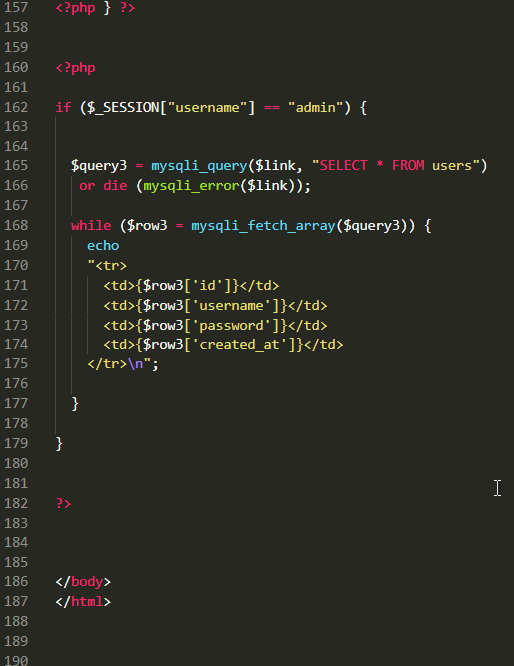 157 <?php } ?>
158
159
160 <?php
161
162 if ($_SESSION["username"] == "admin") {
163
164
165 $query3 = mysqli_query($link, "SELECT * FROM users")
166 or die (mysqli_error($link));
167
168 while ($row3 = mysqli_fetch_array($query3)) {
169 echo
170 "<tr>
171 <td>{$row3['id']}</td>
172 <td>{$row3['username']}</td>
173 <td>{$row3['password']}</td>
174 <td>{$row3['created_at']}</td>
175 </tr>\n";
176
177 }
178
179 }
180
181
182 ?>
183
184
185
186 </body>
187 </html>
188
189
190